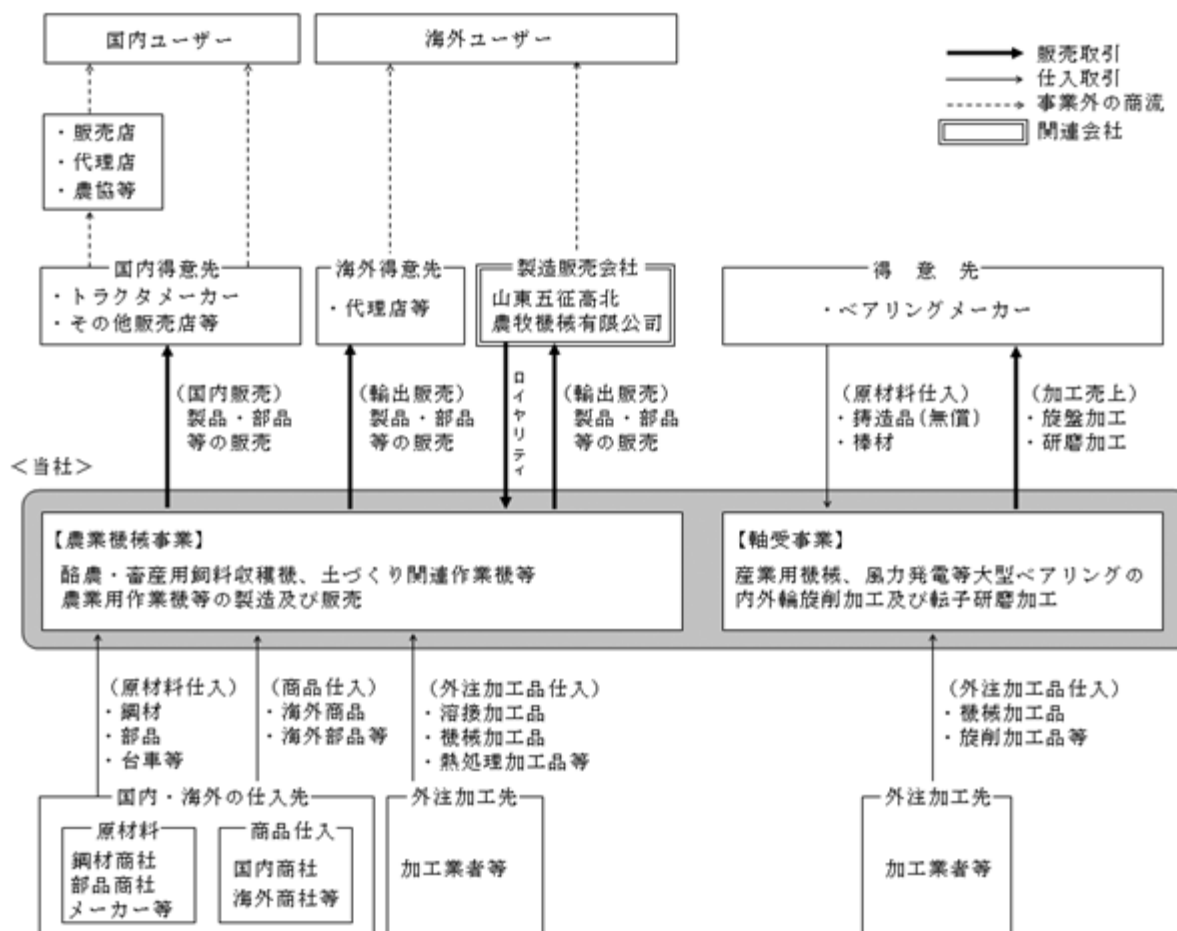 国内ユーザー
海外ユーザー
販売取引
仕入取引
事業外の商流
関連会社
・販売店
・代理店
・農協等
国内得意先
・トラクタメーカー
・その他販売店等
海外得意先
・代理店等
製造販売会社
山東五征高北
農牧機械有限公司
得意先
・ベアリングメーカー
(国内販売)
製品・部品
等の販売
(輸出販売)
製品・部品
等の販売
ロイヤリティ
(輸出販売)
製品・部品
等の販売
(原材料仕入)
・鋳造品(無償)
・棒材
(加工売上)
・旋盤加工
・研磨加工
<当社>
【農業機械事業】
酪農・畜産用飼料収穫機、土づくり関連作業機等
農業用作業機等の製造及び販売
【軸受事業】
産業用機械、風力発電等大型ベアリングの
内外輪旋削加工及び転子研磨加工
(原材料仕入)
・鋼材
・部品
・台車等
(商品仕入)
・海外商品
・海外部品等
(外注加工品仕入)
・溶接加工品
・機械加工品
・熱処理加工品等
(外注加工品仕入)
・機械加工品
・旋削加工品等
国内・海外の仕入先
原材料
鋼材商社
部品商社
メーカー等
商品仕入
国内商社
海外商社等
外注加工先
加工業者等
外注加工先
加工業者等